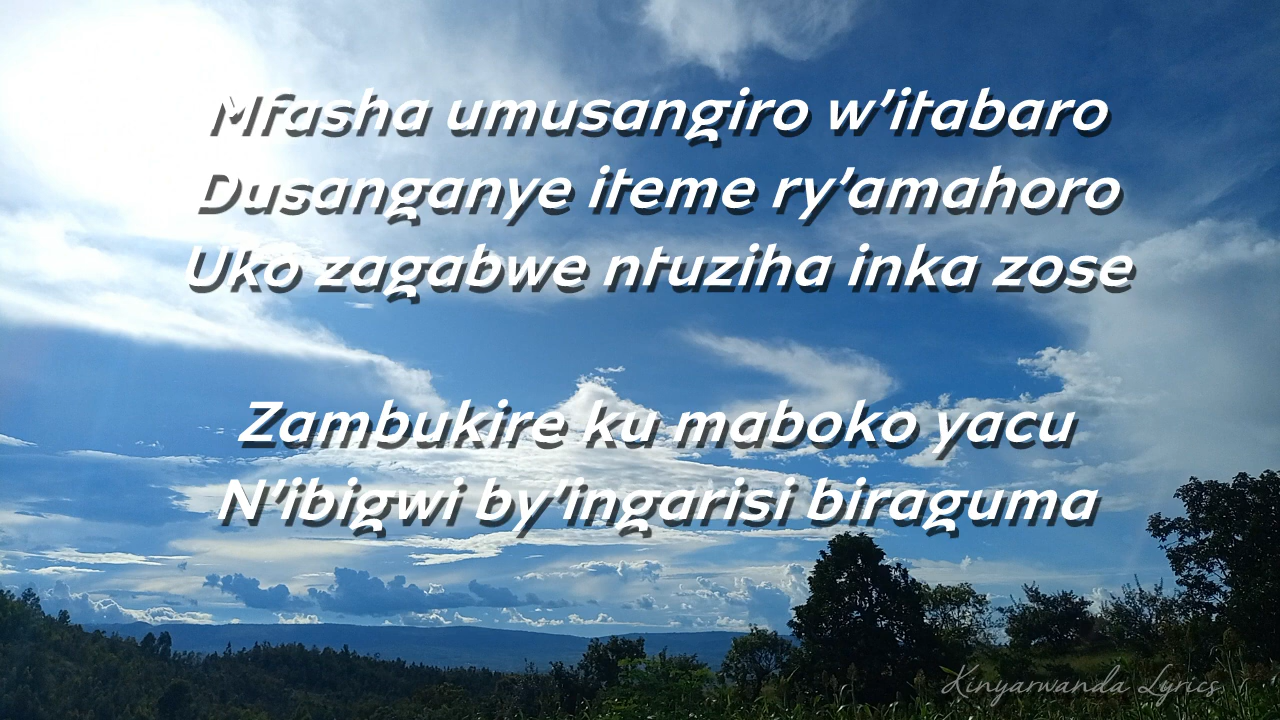 Mfasha umusangiro w'itabaro
Dusanganye iteme ry'amahoro
Uko zagabwe ntuziha inka zose
Zambukire ku maboko yacu
N'ibigwi by'ingarisi biraguma
Kinyarwanda Lyrics